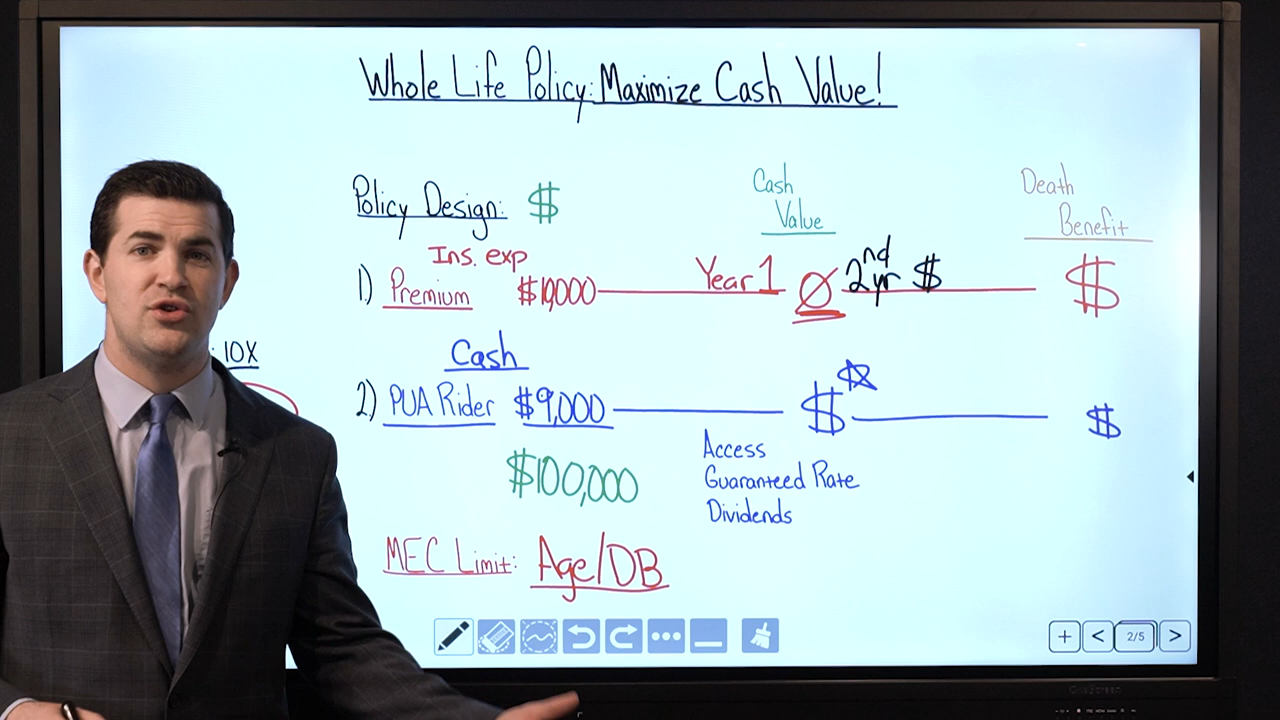 Whole Life Policy: Maximize Cash Value!
Policy Design: $
Cash
Value
Death
Benefit
Ins. exp
1) Premium $10,000 Year 1 Ø 2nd yr $ $
: 10X
Cash
2) PUA Rider $9,000 $ $
$100,000
Access
Guaranteed Rate
Dividends
MEC Limit: Age/DB
+ < 2/5 >